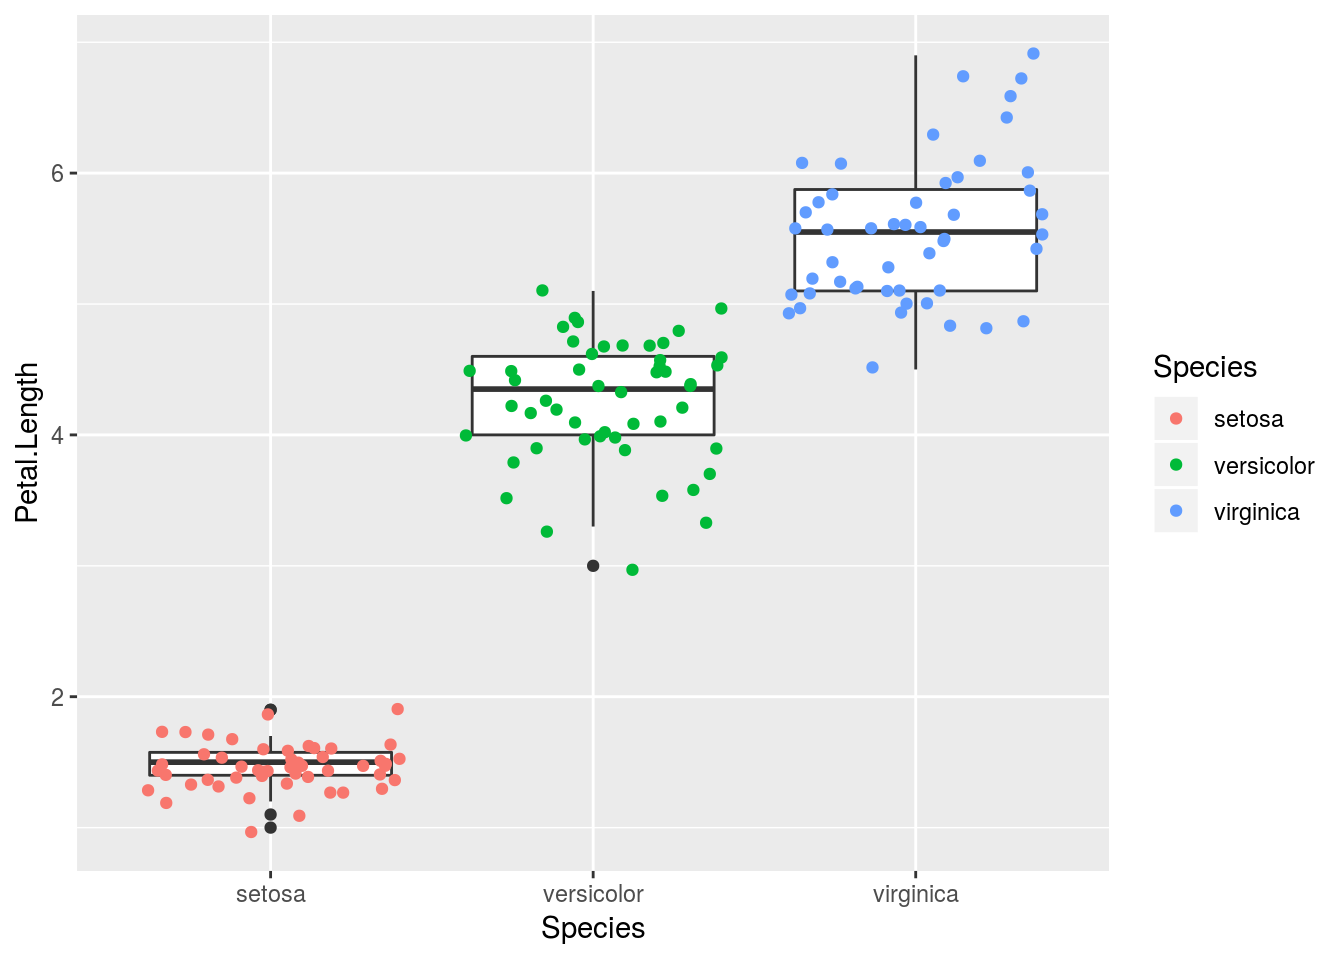 Petal.Length
6
4
2
setosa
versicolor
virginica
Species
Species
setosa
versicolor
virginica